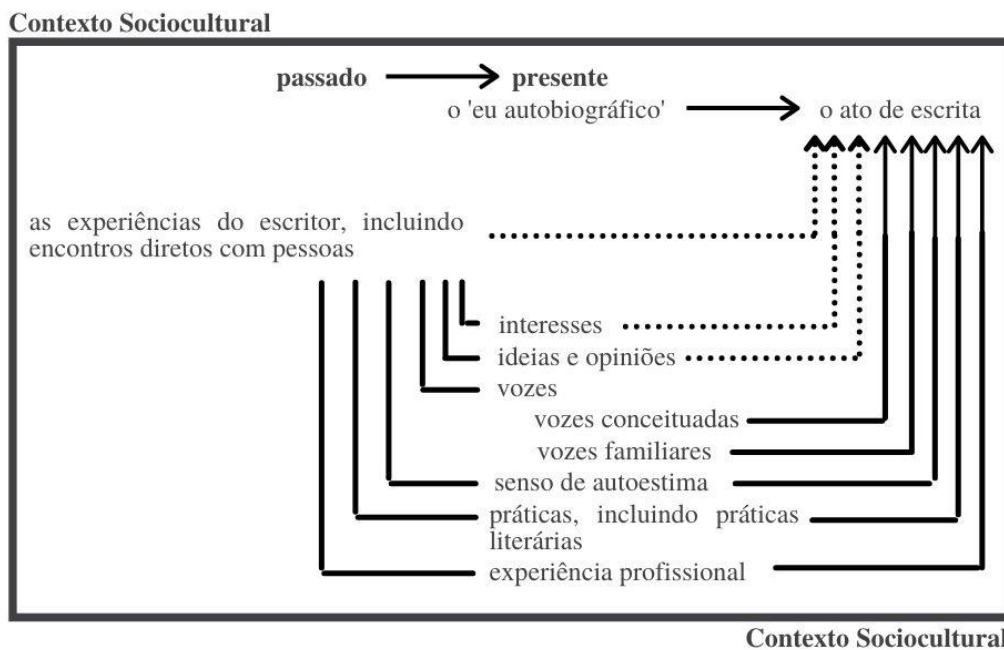 Contexto Sociocultural
passado presente
o 'eu autobiográfico' o ato de escrita
as experiências do escritor, incluindo
encontros diretos com pessoas
interesses
ideias e opiniões
vozes
vozes conceituadas
vozes familiares
senso de autoestima
práticas, incluindo práticas
literárias
experiência profissional
Contexto Sociocultural